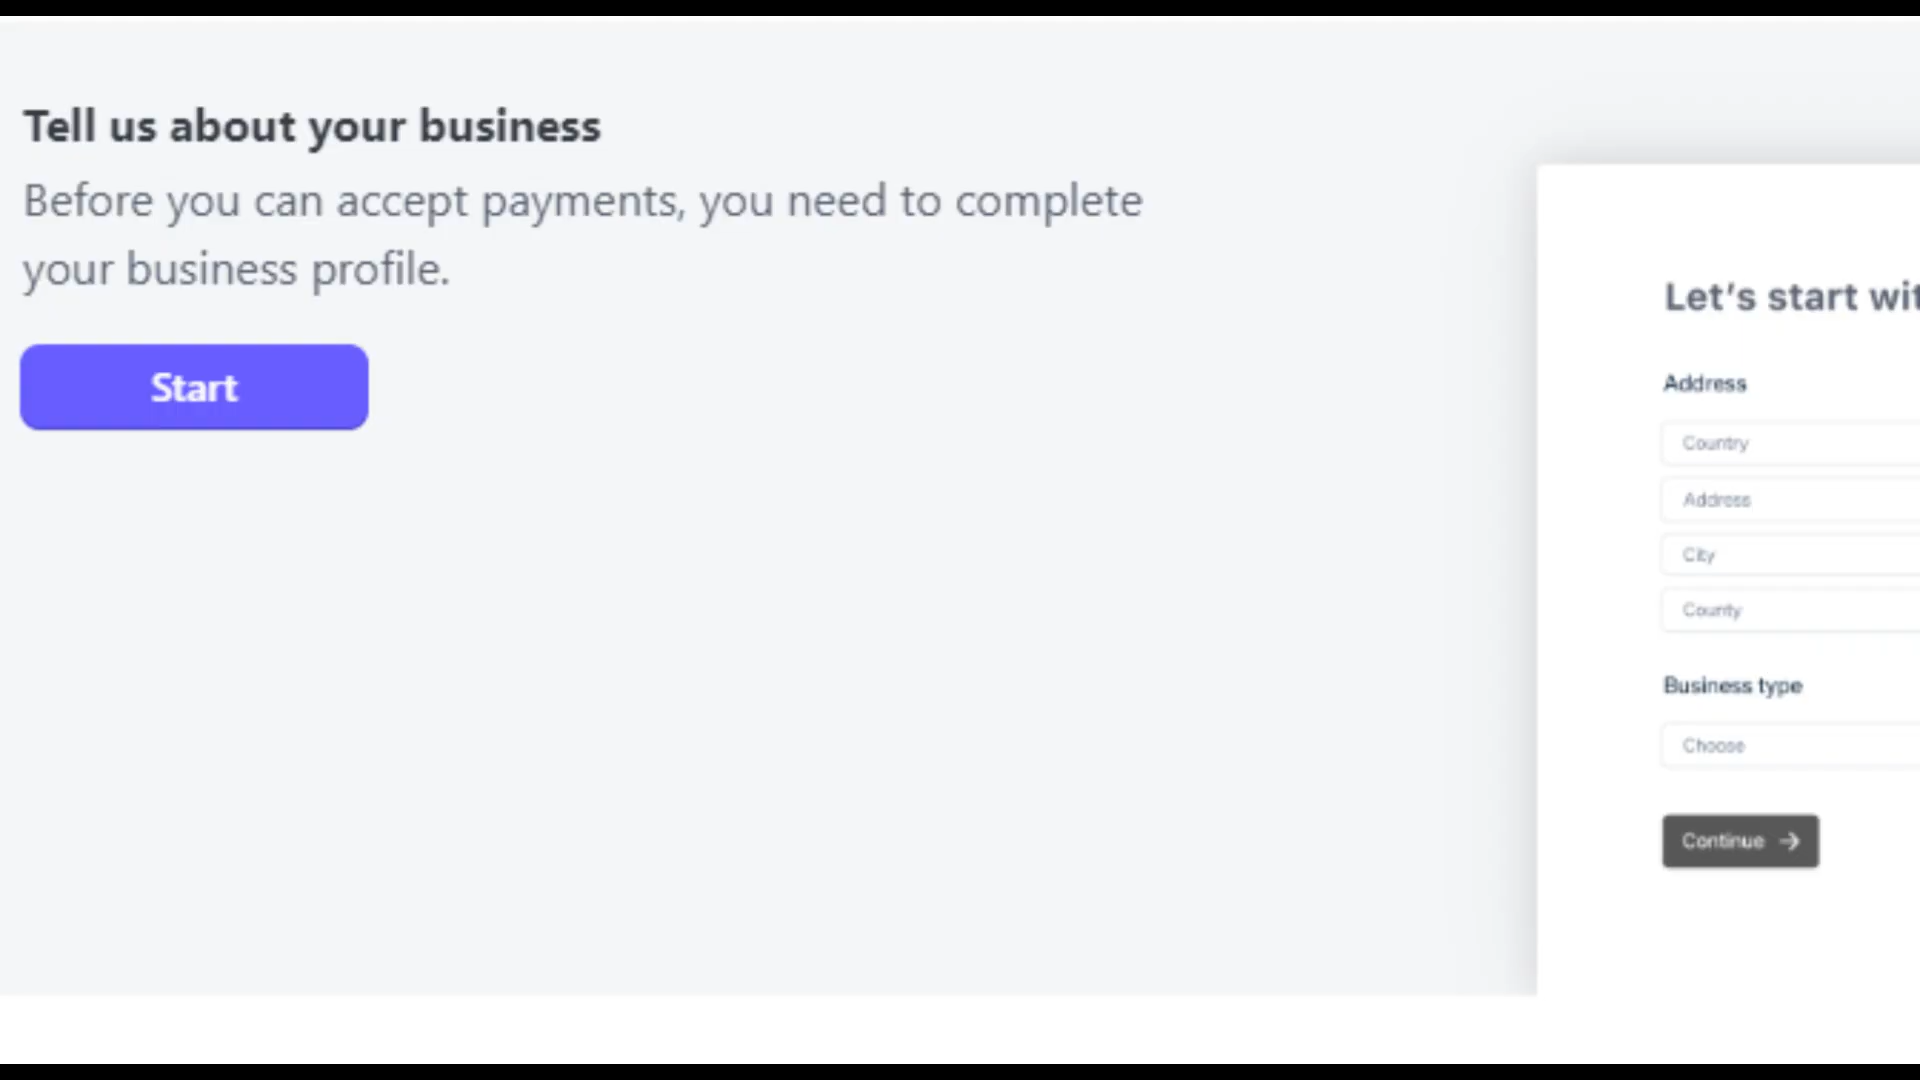 Tell us about your business
Before you can accept payments, you need to complete
your business profile.
Start
Let's start
Address
Country
Address
City
County
Business type
Choose
Continue